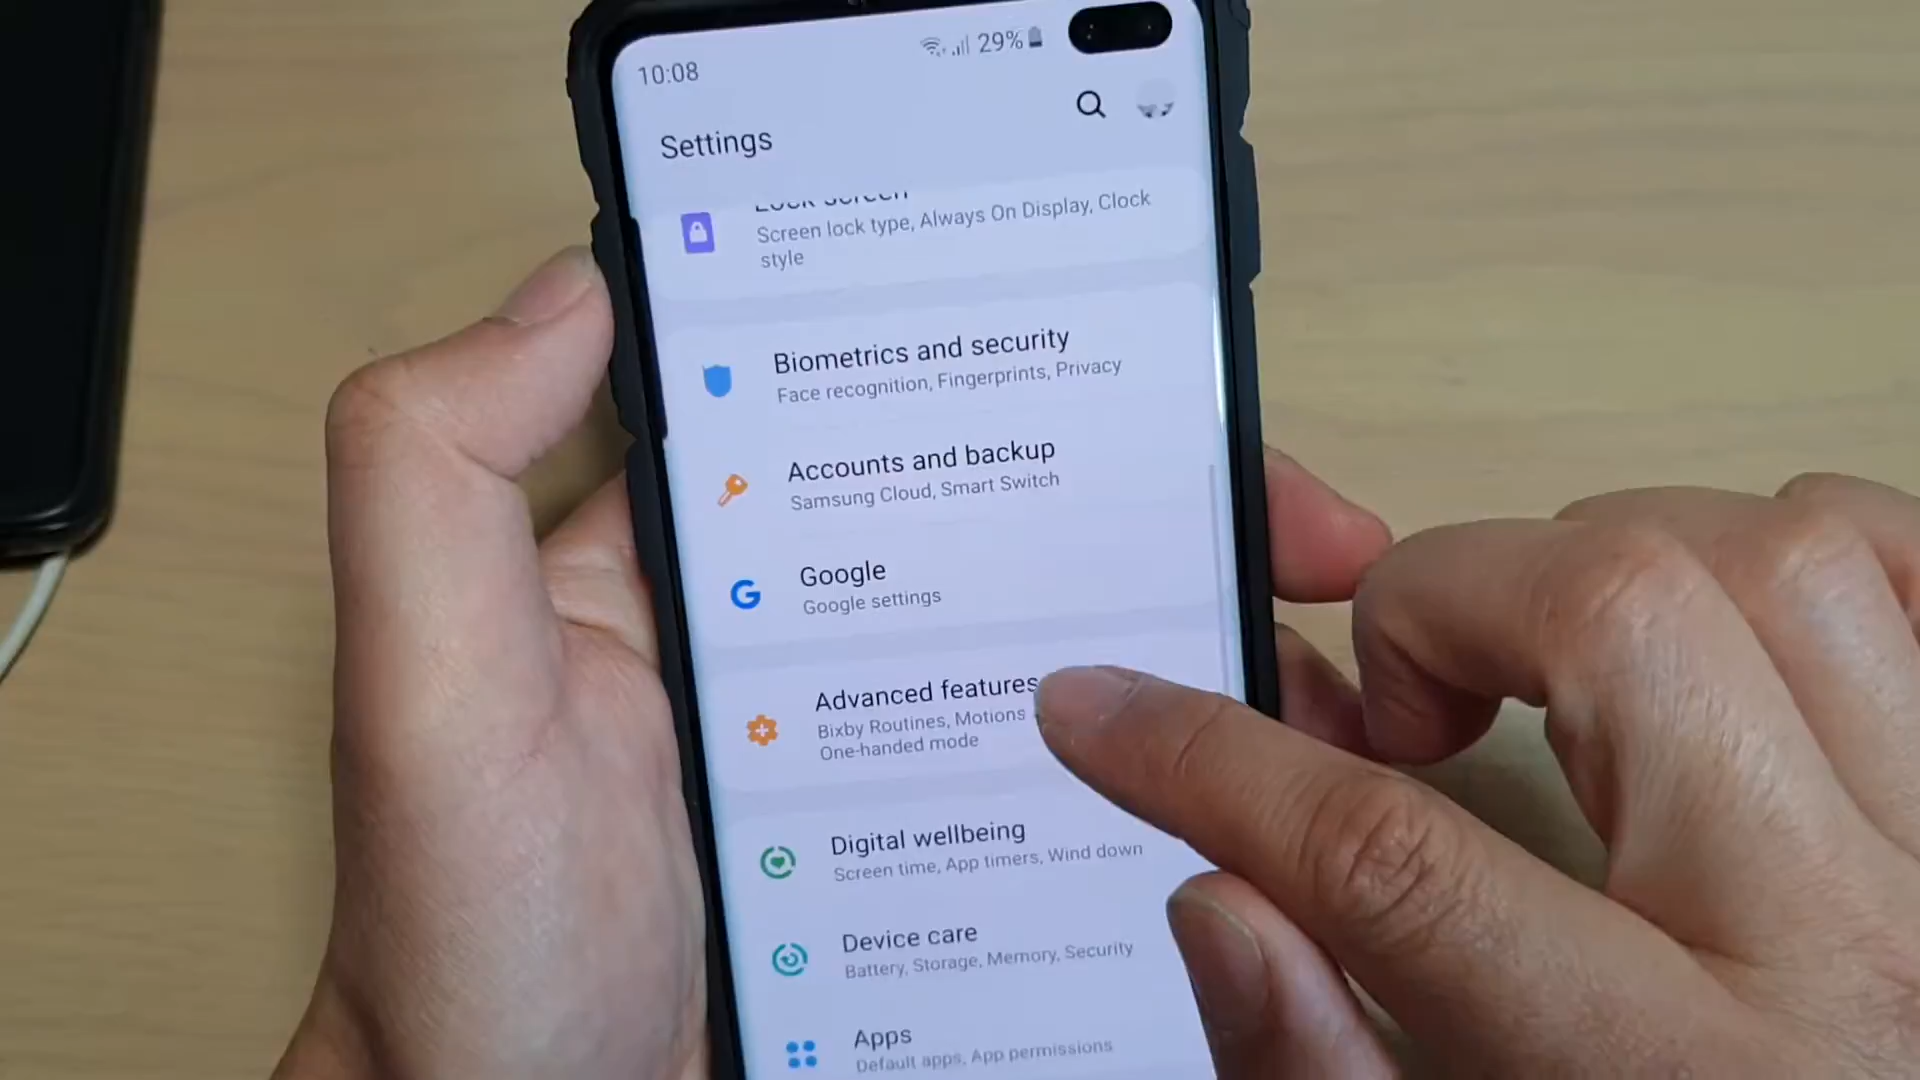 10:08
29%
Settings
Lock screen
Screen lock type, Always On Display, Clock
style
Biometrics and security
Face recognition, Fingerprints, Privacy
Accounts and backup
Samsung Cloud, Smart Switch
Google
Google settings
Advanced features
Bixby Routines, Motions
One-handed mode
Digital wellbeing
Screen time, App timers, Wind down
Device care
Battery, Storage, Memory, Security
Apps
Default apps, App permissions